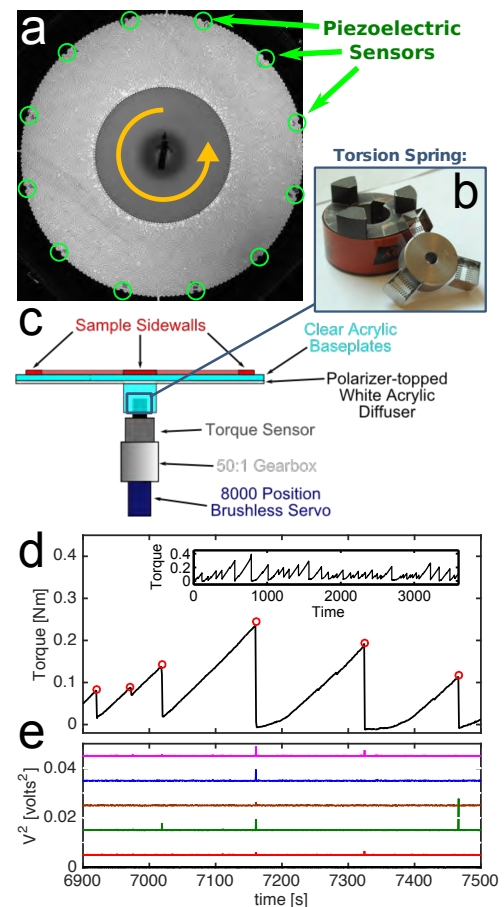 a
Piezoelectric
Sensors
Torsion Spring:
b
c
Sample Sidewalls
Clear Acrylic
Baseplates
Polarizer-topped
White Acrylic
Diffuser
Torque Sensor
50:1 Gearbox
8000 Position
Brushless Servo
d
0.4
0.3
0.2
0.1
0
Torque [Nm]
Torque
0.4
0.2
0
0 1000 2000 3000
Time
e
V² [volts²]
0.04
0.02
0
6900 7000 7100 7200 7300 7400 7500
time [s]